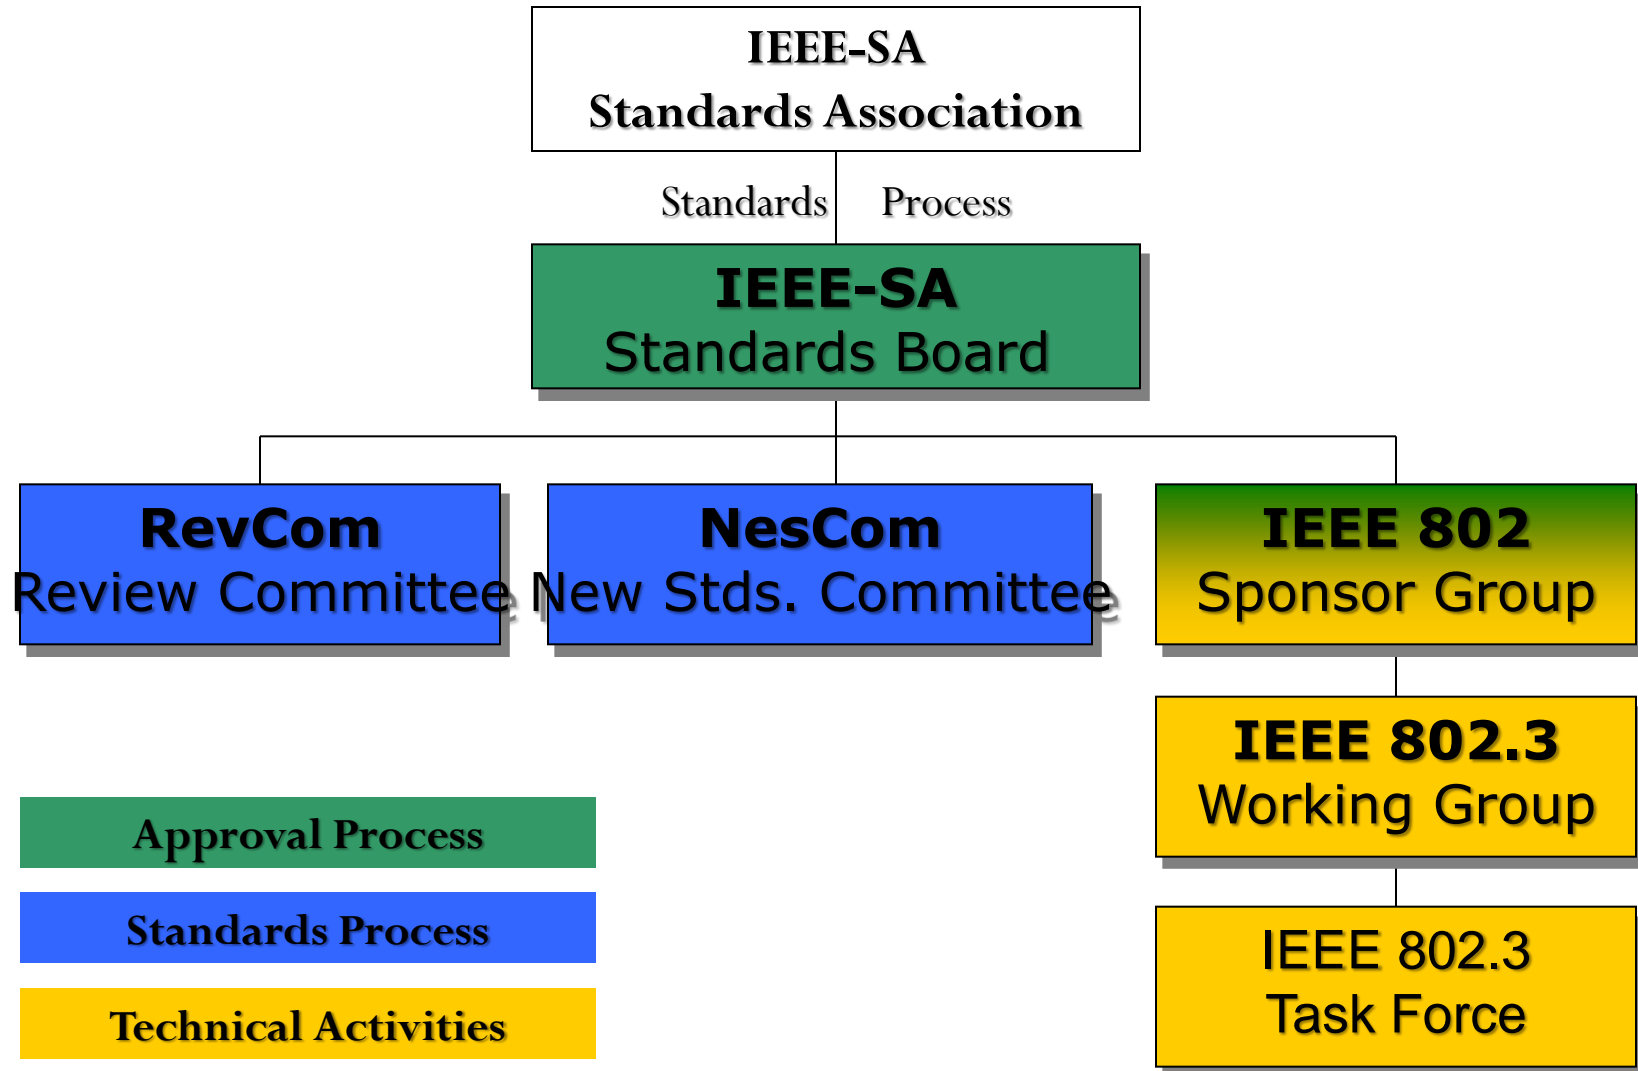 IEEE-SA
Standards Association
Standards Process
IEEE-SA
Standards Board
RevCom
Review Committee
NesCom
New Stds. Committee
IEEE 802
Sponsor Group
IEEE 802.3
Working Group
IEEE 802.3
Task Force
Approval Process
Standards Process
Technical Activities